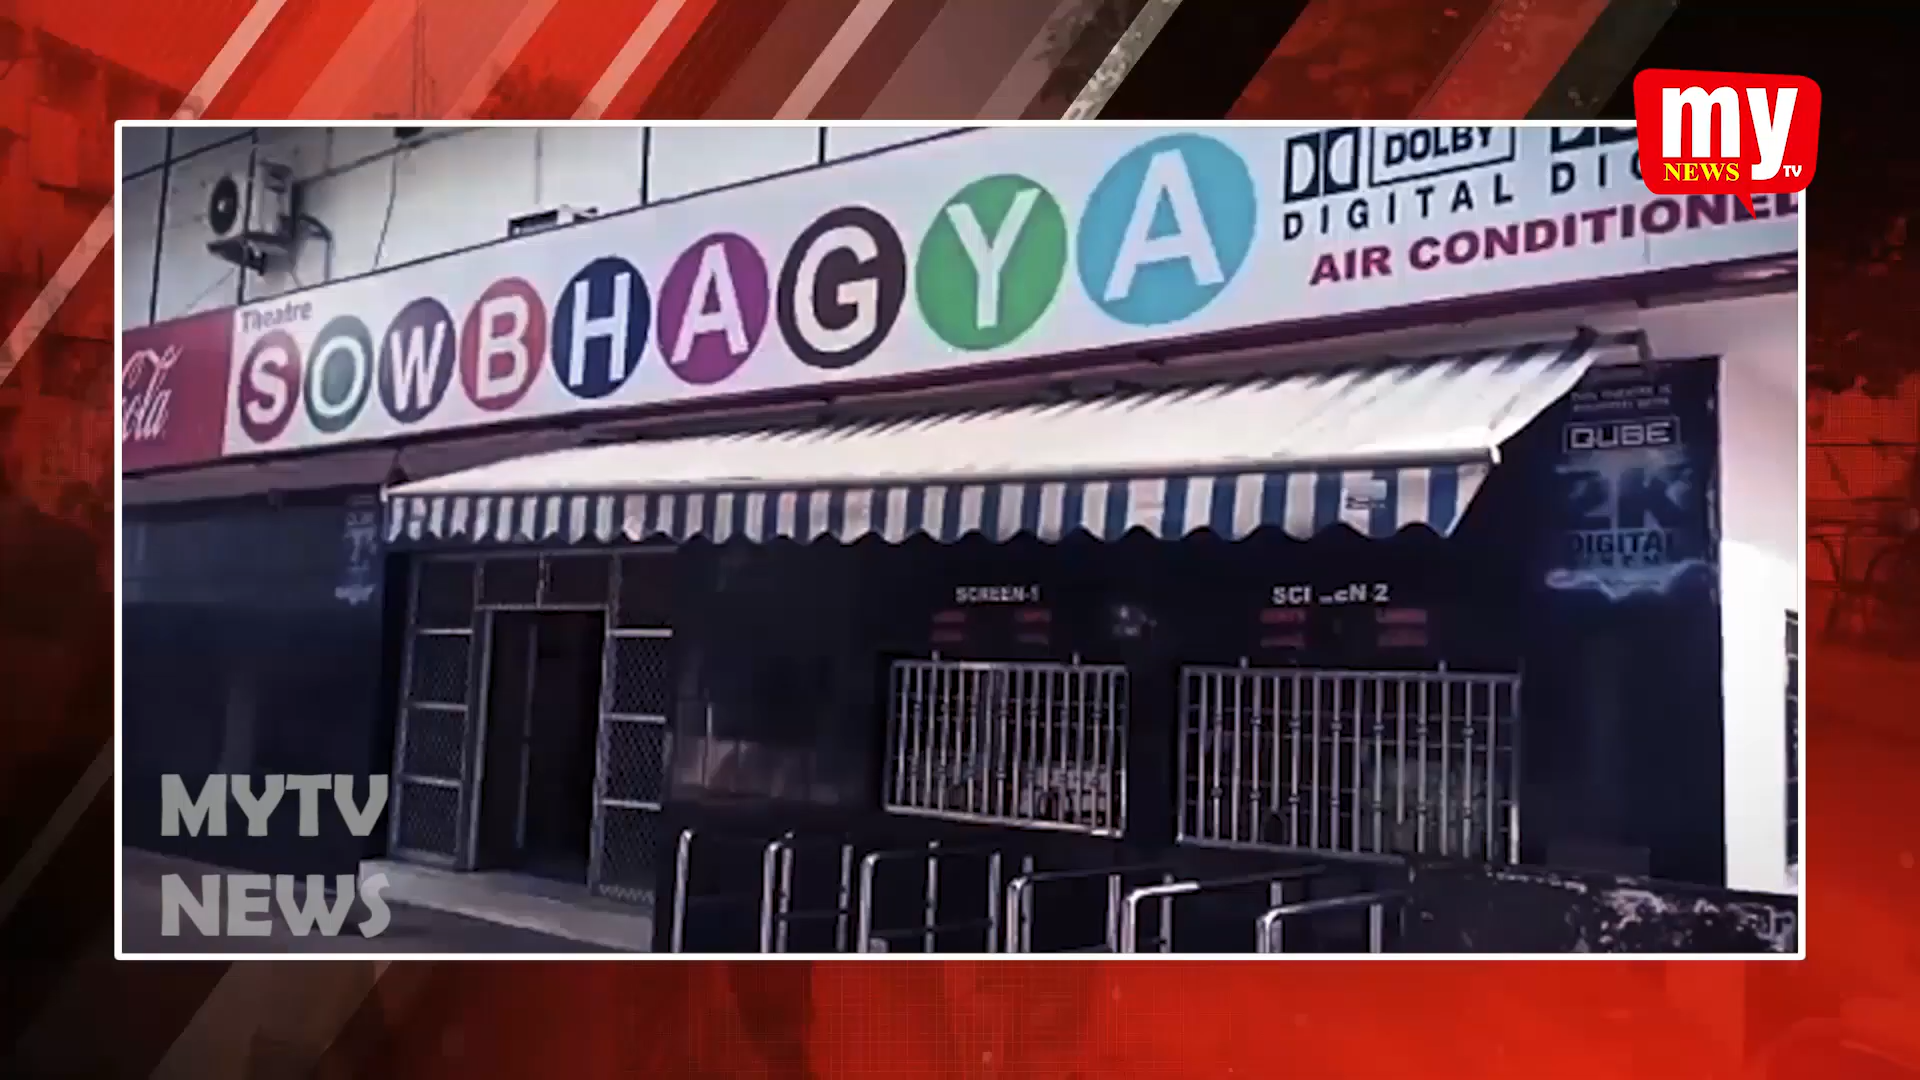 my
NEWS TV
Theatre
SOWBHAGYA
DOLBY
DIGITAL
AIR CONDITIONED
QUBE
2K
DIGITAL
SCREEN-1
SCREEN-2
MYTV
NEWS